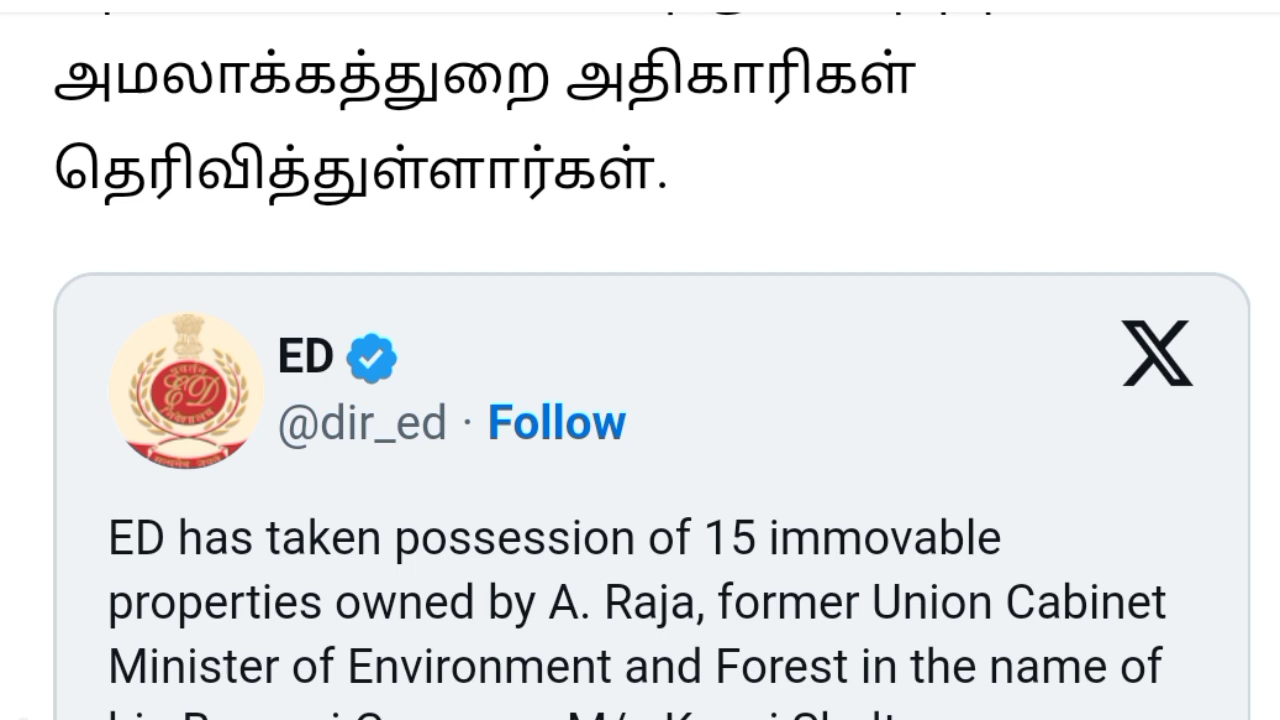 அமலாக்கத்துறை அதிகாரிகள்
தெரிவித்துள்ளார்கள்.
ED
@dir_ed · Follow
ED has taken possession of 15 immovable
properties owned by A. Raja, former Union Cabinet
Minister of Environment and Forest in the name of